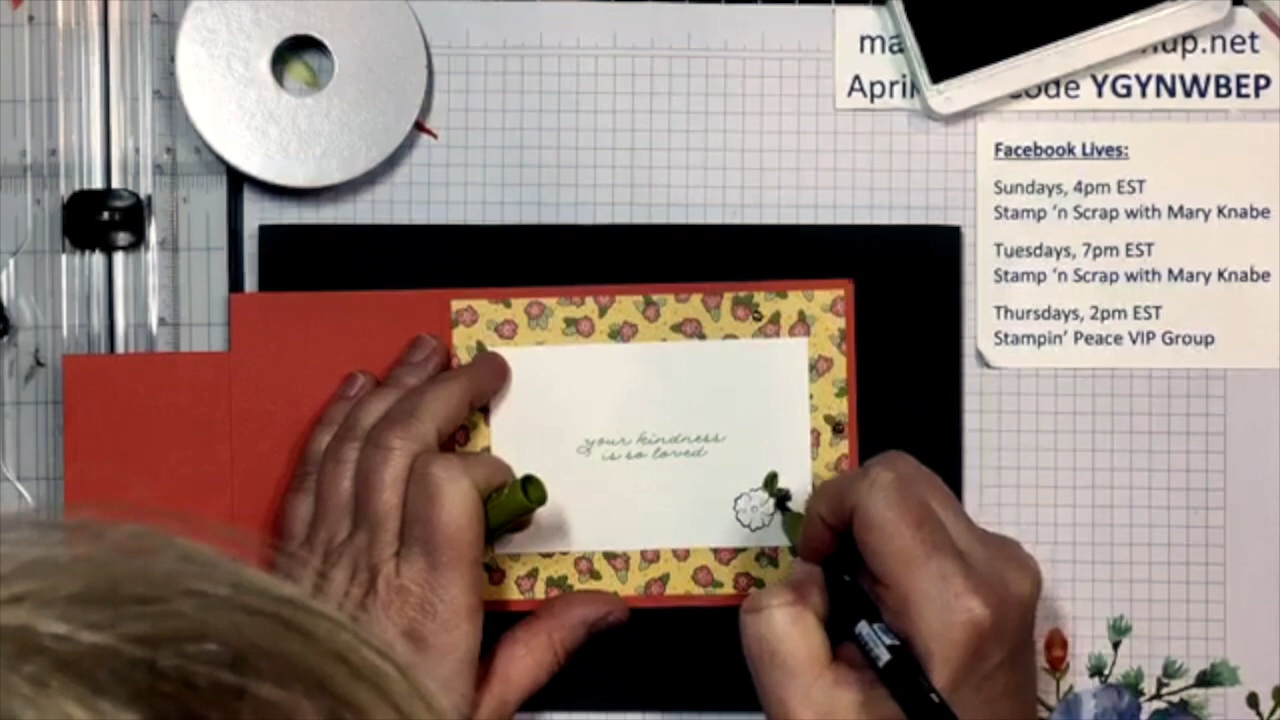 Apri ode YGYNWBEP
up.net
Facebook Lives:
Sundays, 4pm EST
Stamp 'n Scrap with Mary Knabe
Tuesdays, 7pm EST
Stamp 'n Scrap with Mary Knabe
Thursdays, 2pm EST
Stampin' Peace VIP Group
your kindness
is so loved